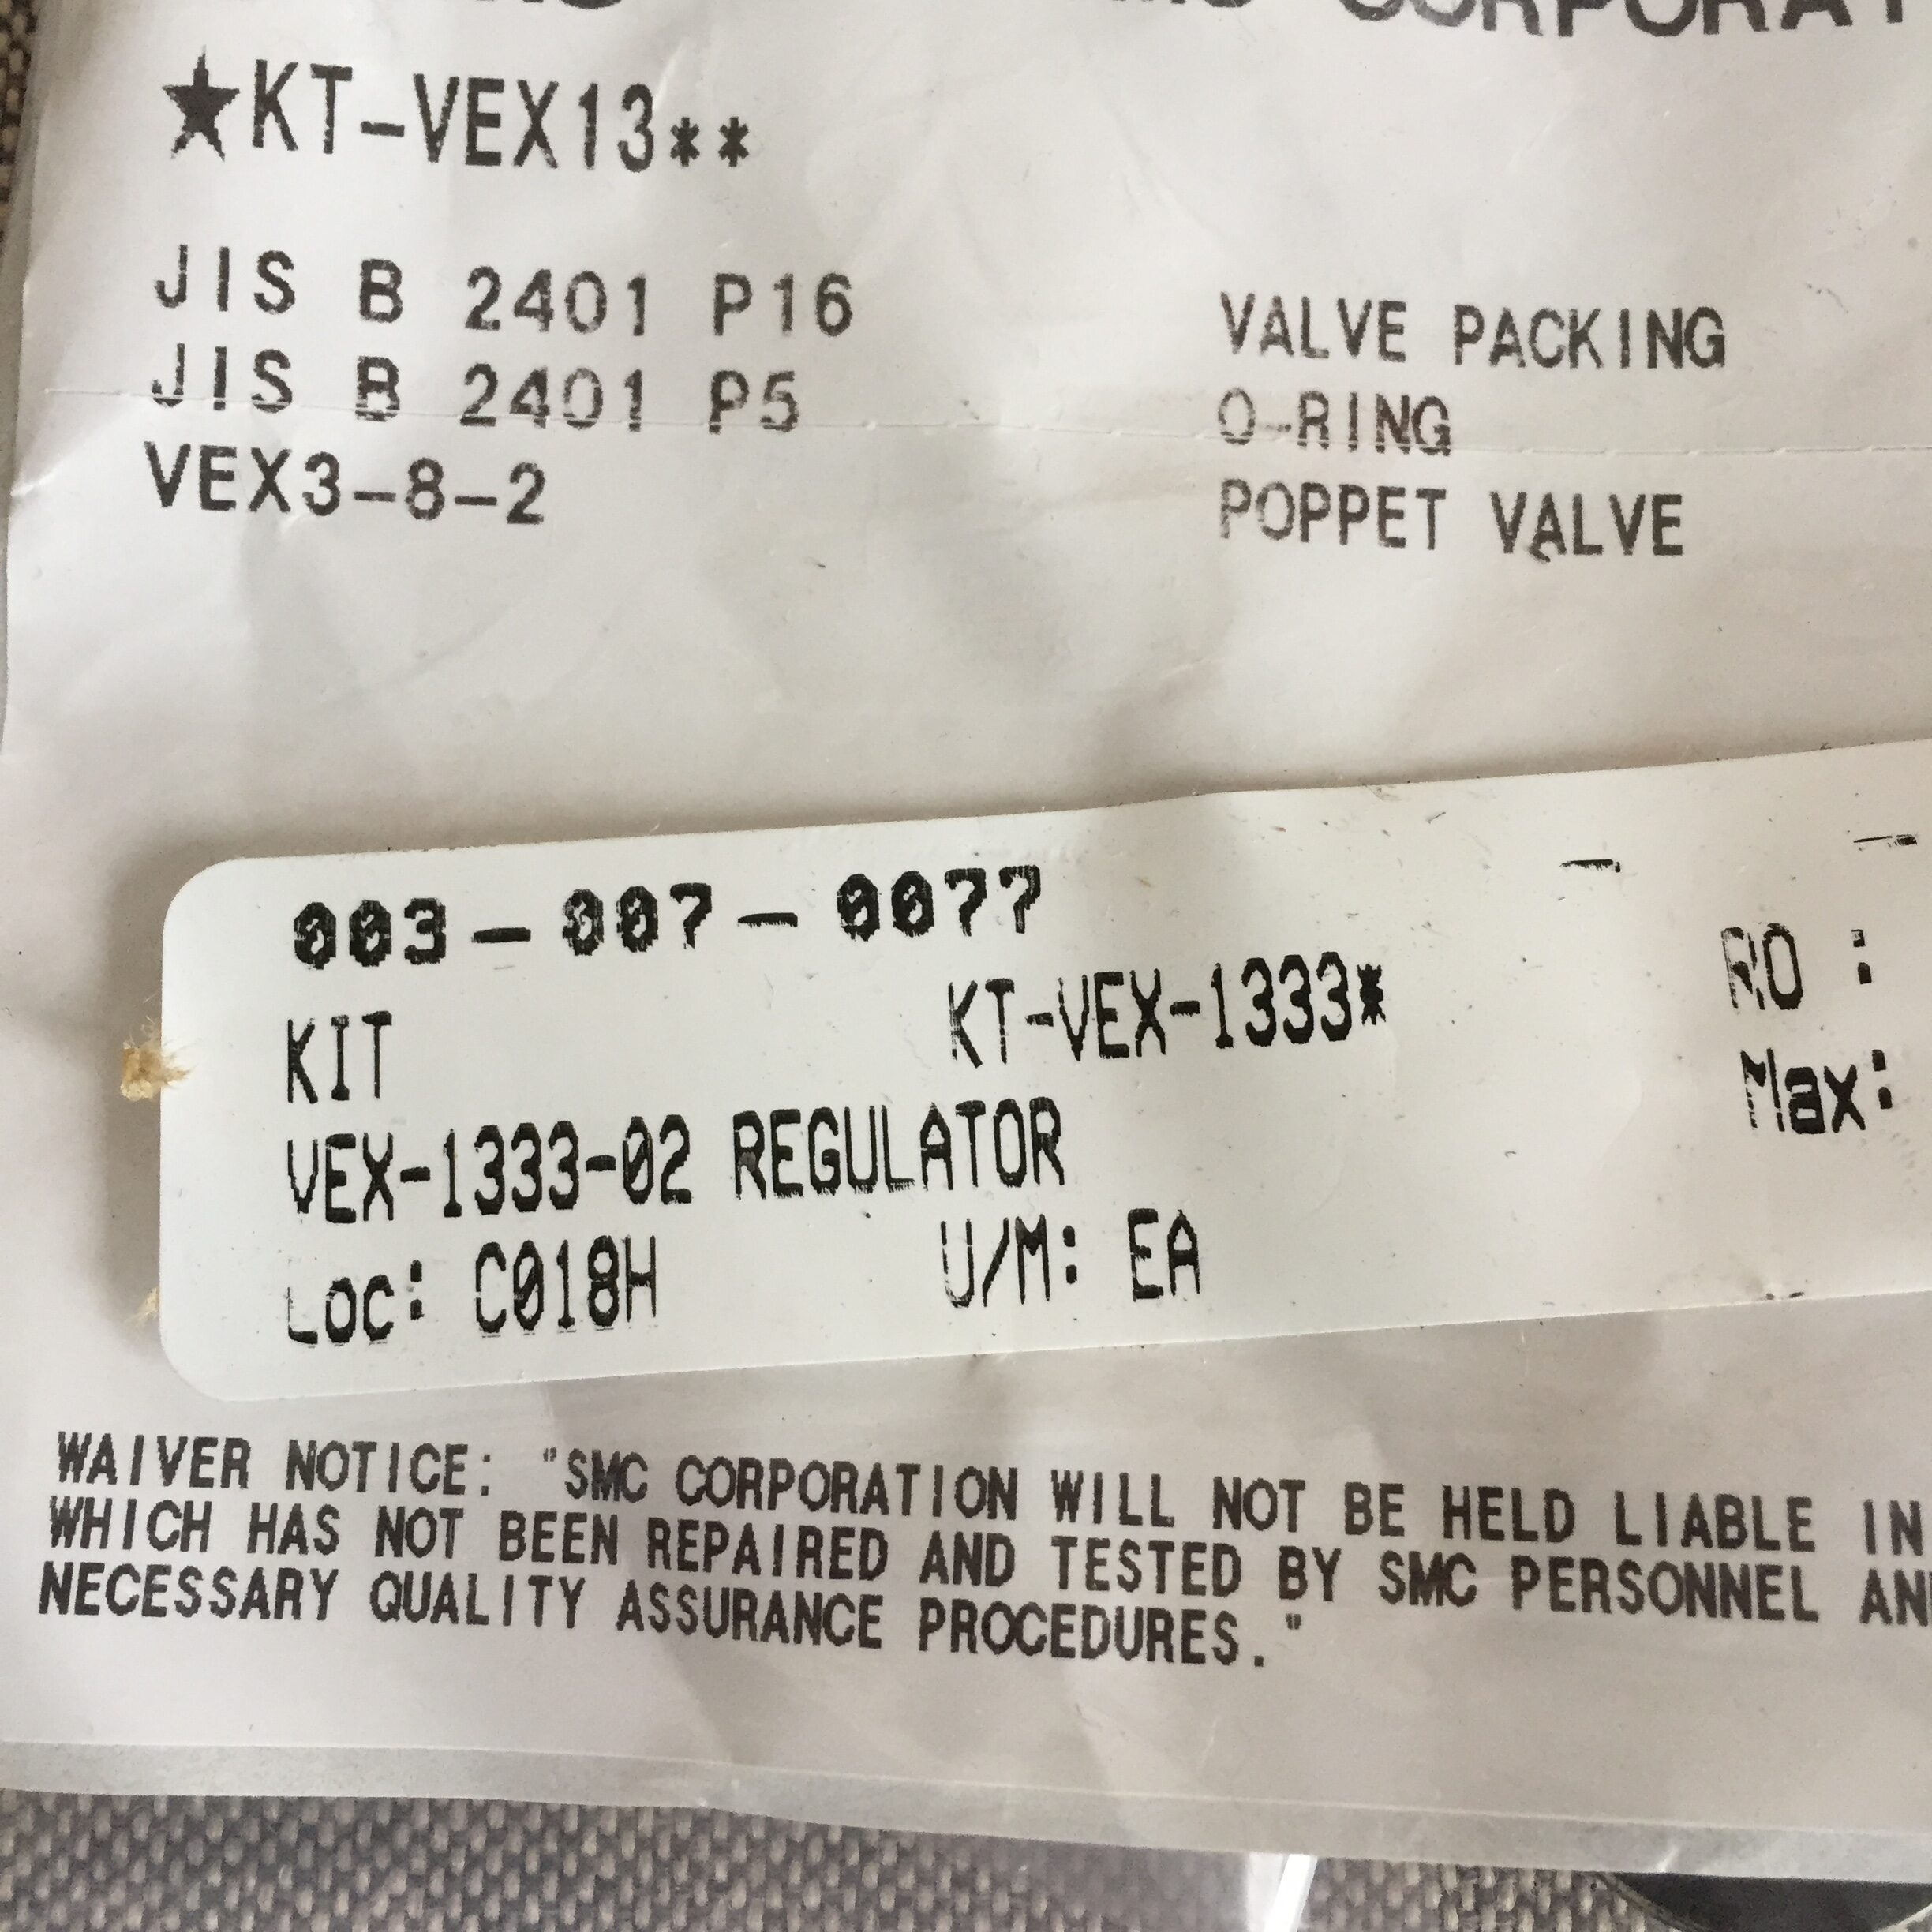 CORPORAT
★KT-VEX13**
JIS B 2401 P16 VALVE PACKING
JIS B 2401 P5 O-RING
VEX3-8-2 POPPET VALVE
003-007-0077
KIT KT-VEX-1333* RO :
VEX-1333-02 REGULATOR Max:
Loc: C018H U/M: EA
WAIVER NOTICE: "SMC CORPORATION WILL NOT BE HELD LIABLE IN
WHICH HAS NOT BEEN REPAIRED AND TESTED BY SMC PERSONNEL AN
NECESSARY QUALITY ASSURANCE PROCEDURES."